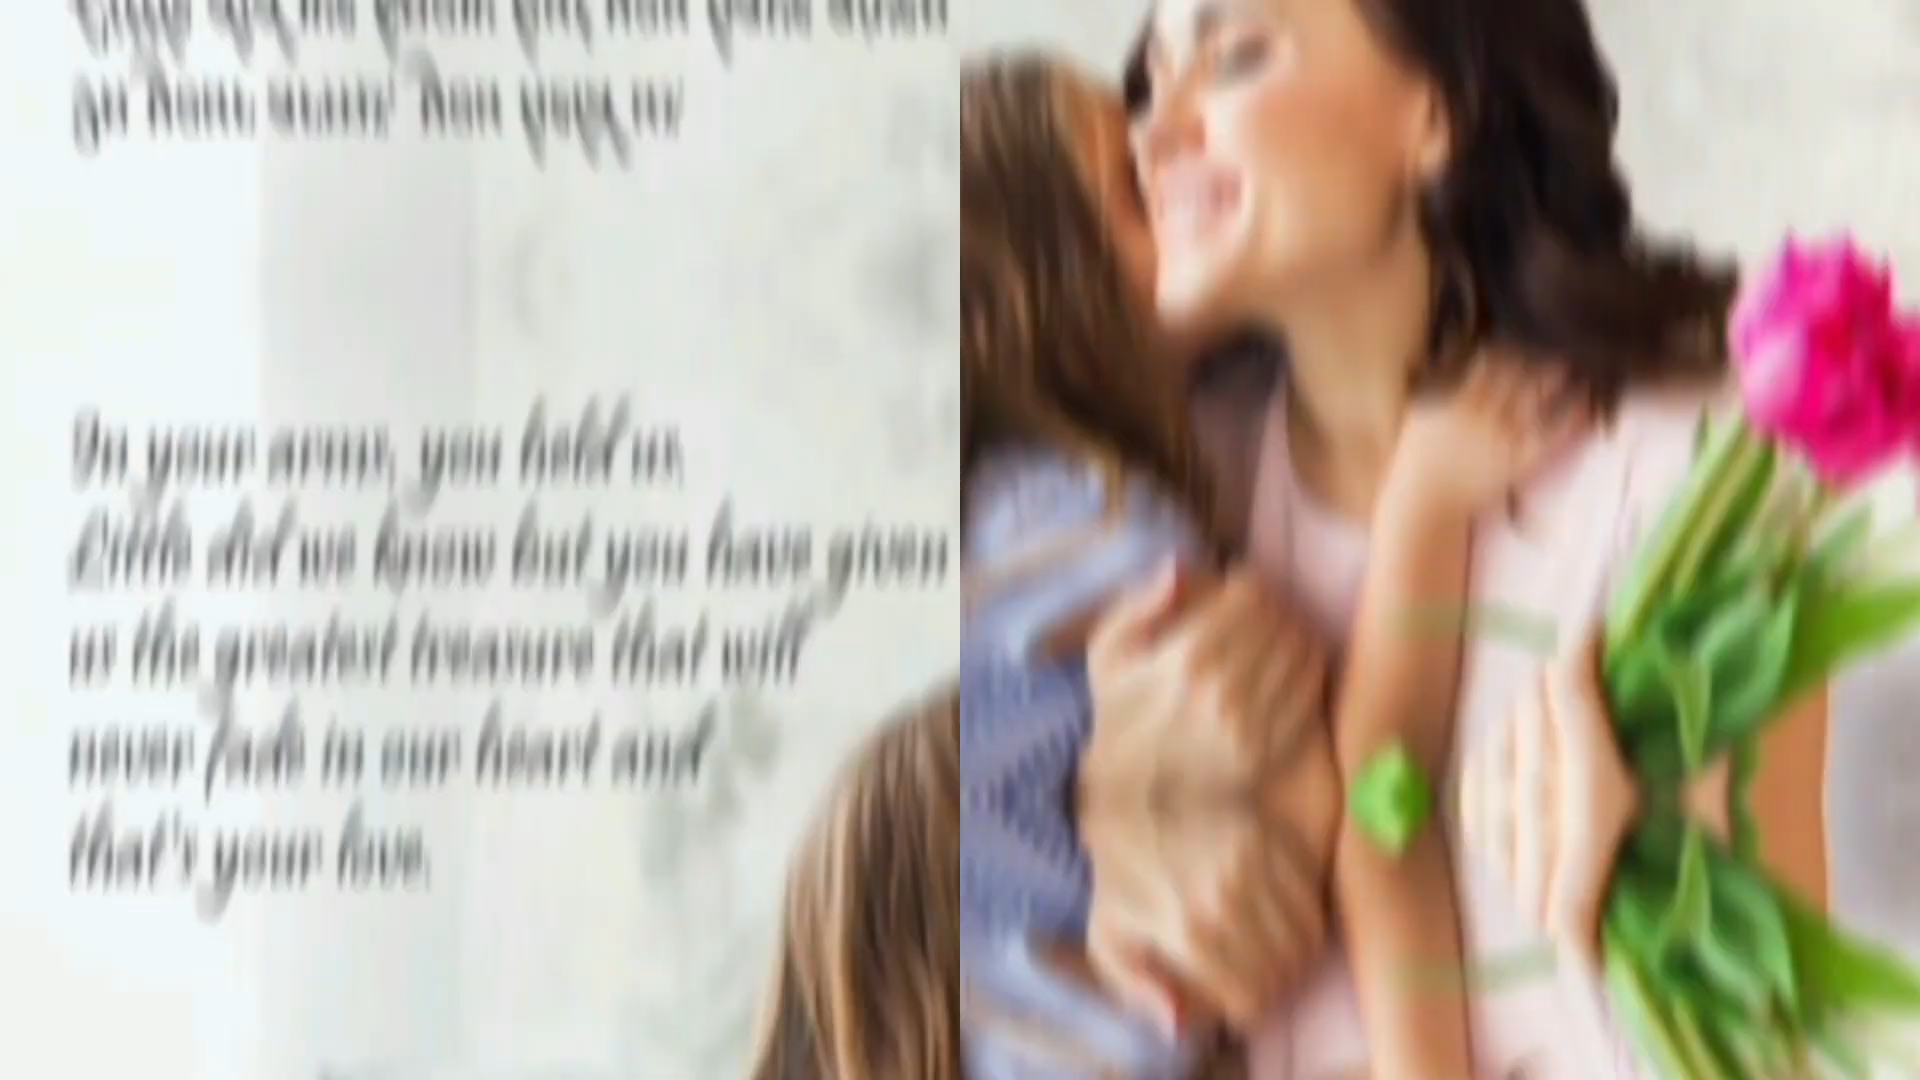 In your arms, you held us.
Little did we know but you have given
us the greatest treasure that will
never fade in our heart and
that's your love.